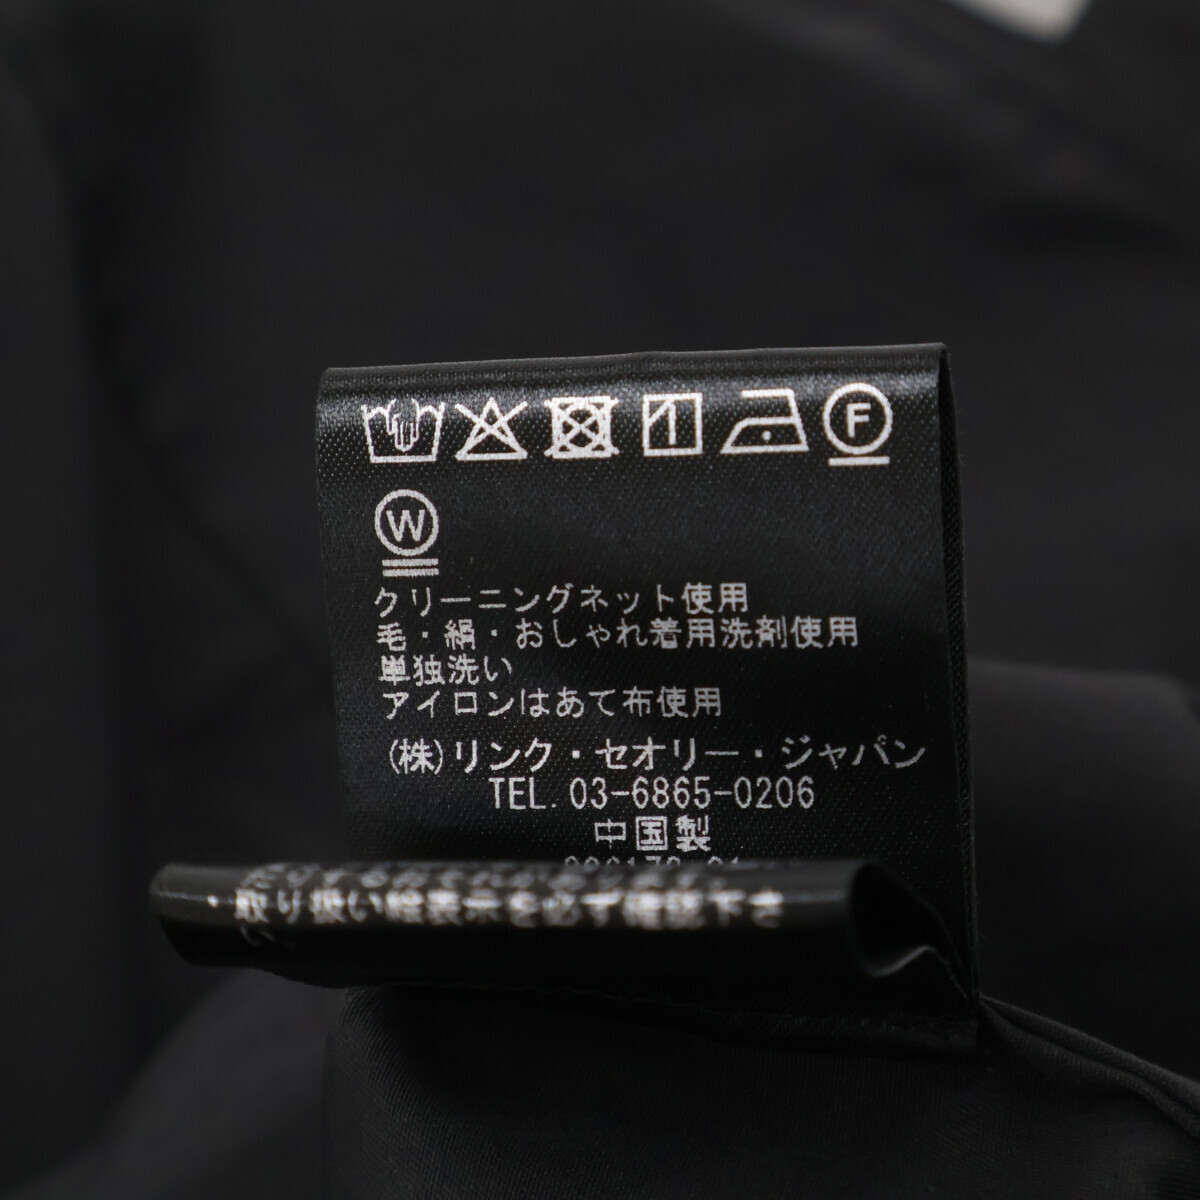 F
W
クリーニングネット使用
毛・絹・おしゃれ着用洗剤使用
単独洗い
アイロンはあて布使用
(株)リンク・セオリー・ジャパン
TEL. 03-6865-0206
中国製
・取り扱い絵表示を必ず確認下さ